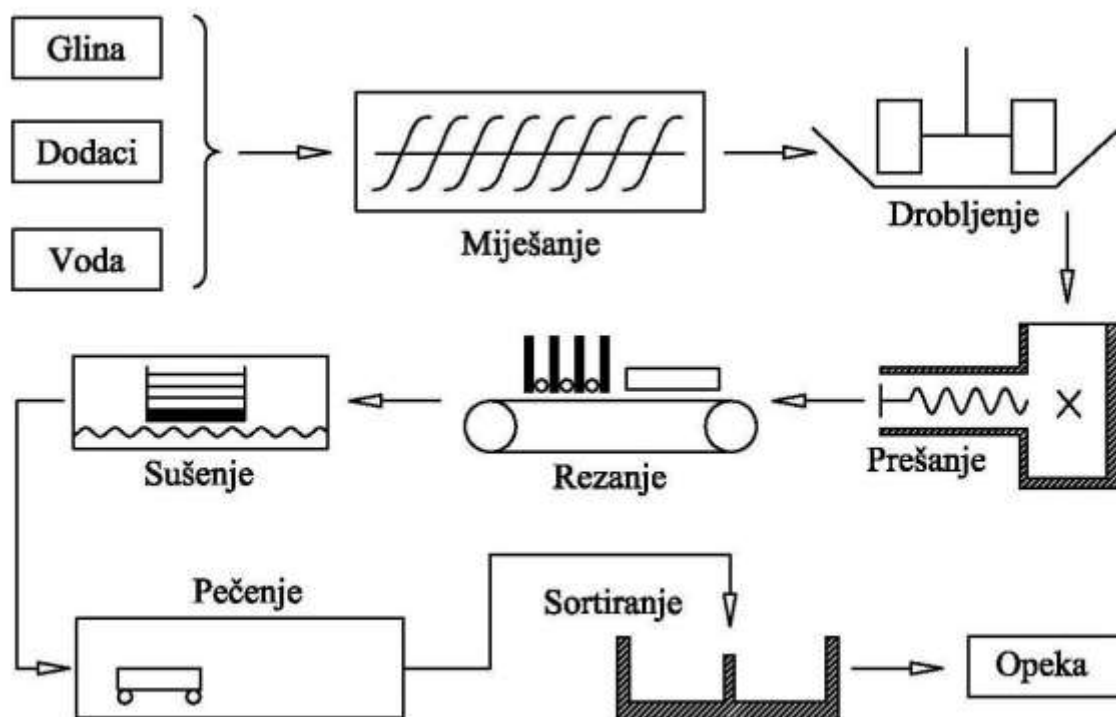 Glina
Dodaci
Voda
Miješanje
Drobljenje
Prešanje
Rezanje
Sušenje
Pečenje
Sortiranje
Opeka